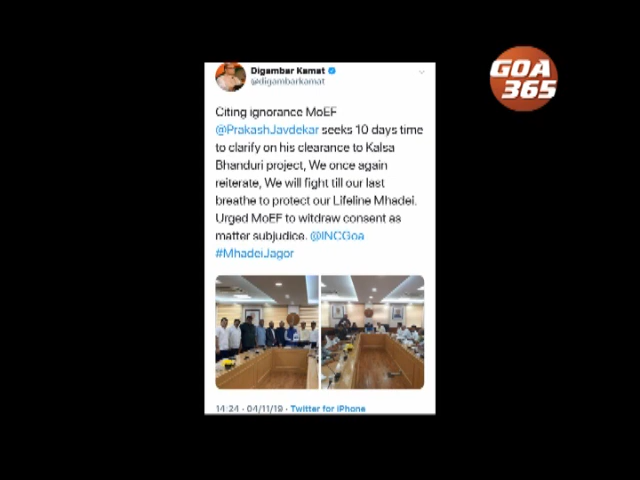 GOA
365
Digambar Kamat
@digambarkamat
Citing ignorance MoEF
@PrakashJavdekar seeks 10 days time
to clarify on his clearance to Kalsa
Bhanduri project, We once again
reiterate, We will fight till our last
breathe to protect our Lifeline Mhadei.
Urged MoEF to witdraw consent as
matter subjudice. @INCGoa
#MhadeiJagor
14:24 · 04/11/19 · Twitter for iPhone